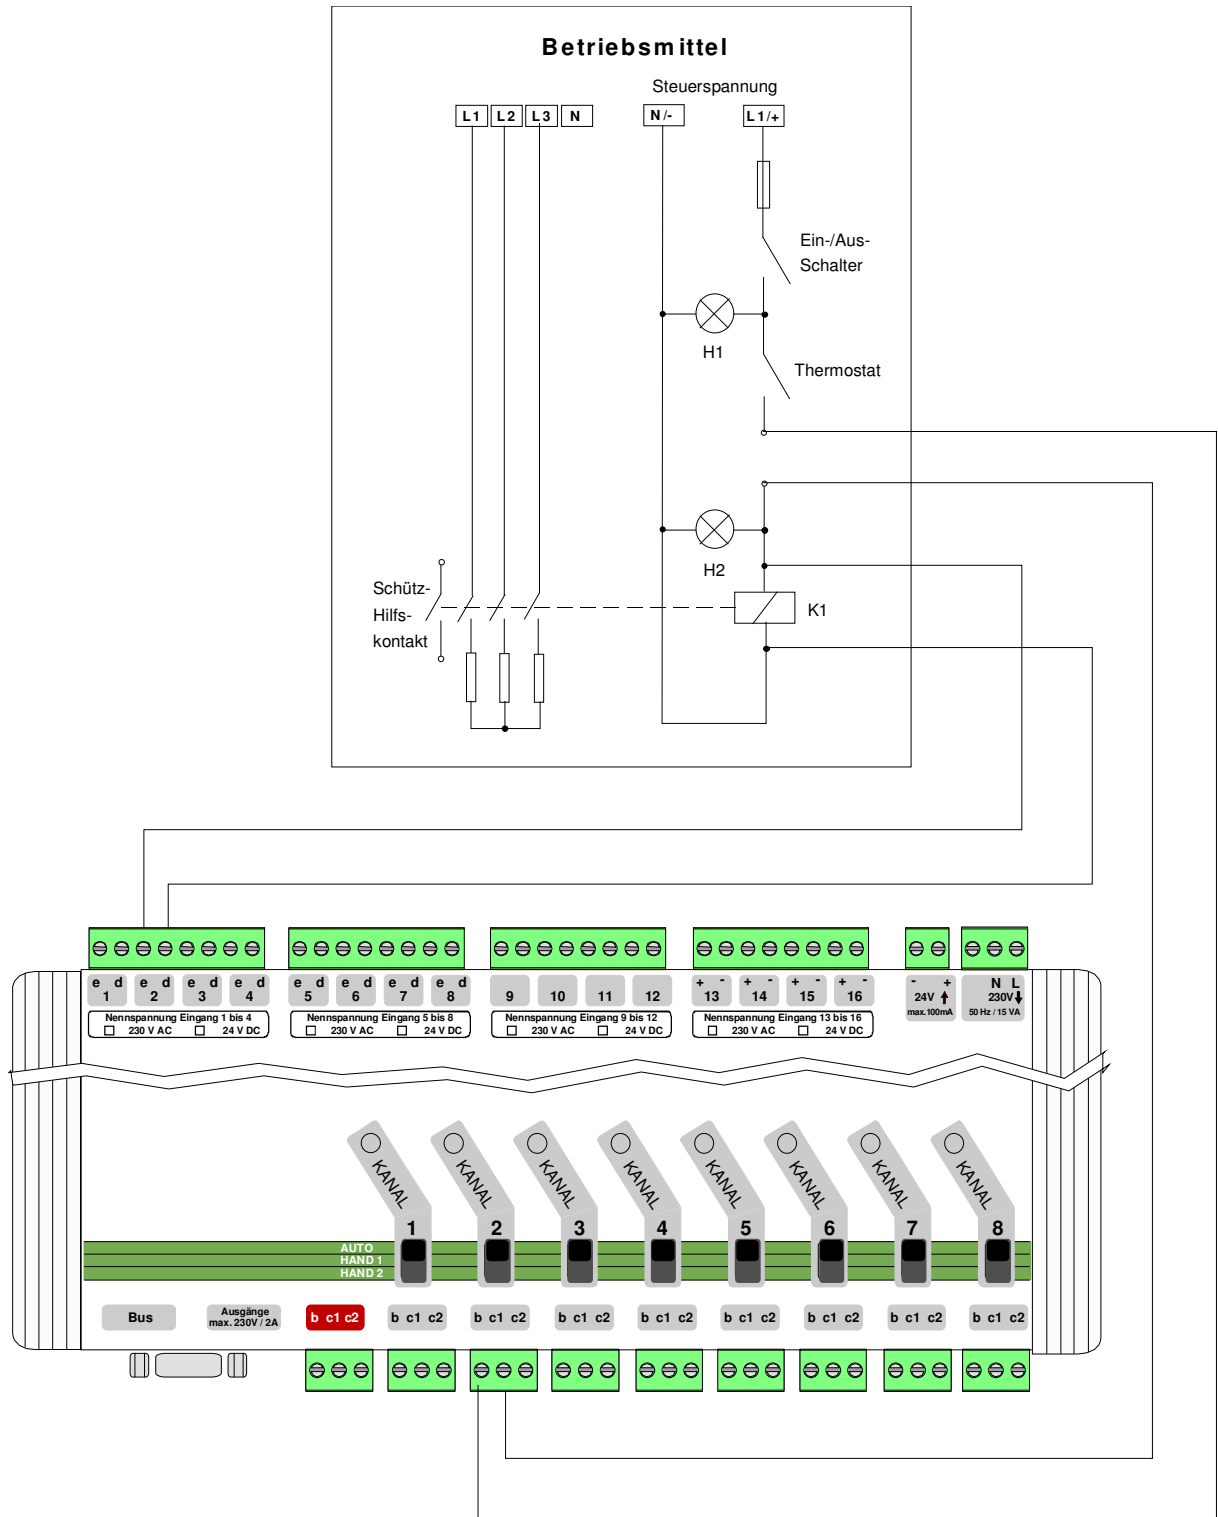 Betriebsmittel
Steuerspannung
L1 L2 L3 N N/- L1/+
Ein-/Aus-
Schalter
H1
Thermostat
H2
Schütz-
Hilfs-
kontakt
K1
e d e d e d e d e d e d e d e d + - + - + - + - - + N L
1 2 3 4 5 6 7 8 9 10 11 12 13 14 15 16 24V 230V
max.100mA 50 Hz / 15 VA
Nennspannung Eingang 1 bis 4 Nennspannung Eingang 5 bis 8 Nennspannung Eingang 9 bis 12 Nennspannung Eingang 13 bis 16
230 V AC 24 V DC 230 V AC 24 V DC 230 V AC 24 V DC 230 V AC 24 V DC
KANAL KANAL KANAL KANAL KANAL KANAL KANAL KANAL
1 2 3 4 5 6 7 8
AUTO
HAND 1
HAND 2
Bus Ausgänge b c1 c2 b c1 c2 b c1 c2 b c1 c2 b c1 c2 b c1 c2 b c1 c2 b c1 c2 b c1 c2
max. 230V / 2A